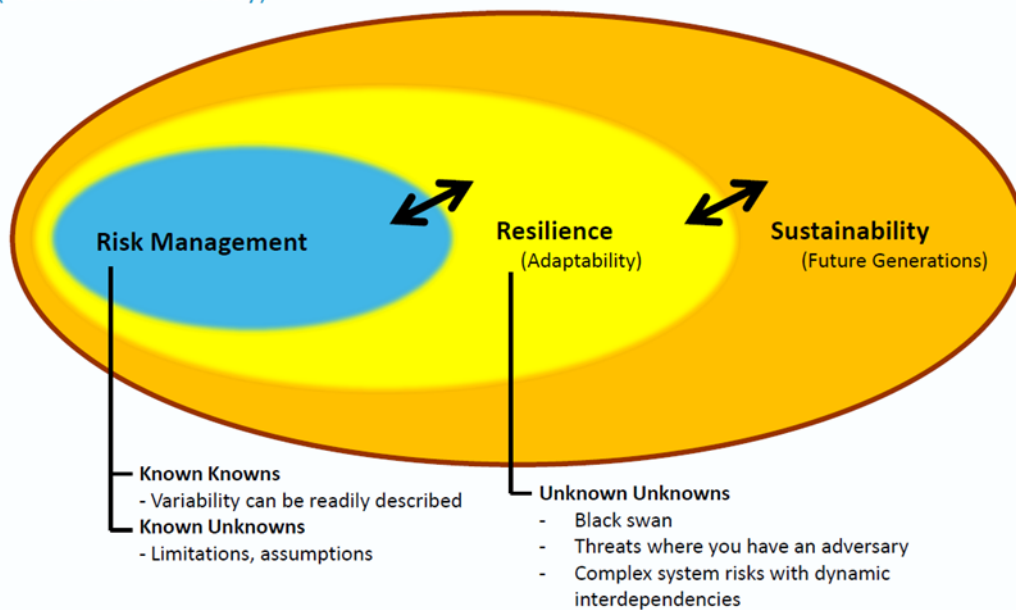 Risk Management
Resilience
(Adaptability)
Sustainability
(Future Generations)
Known Knowns
- Variability can be readily described
Known Unknowns
- Limitations, assumptions
Unknown Unknowns
- Black swan
- Threats where you have an adversary
- Complex system risks with dynamic
interdependencies